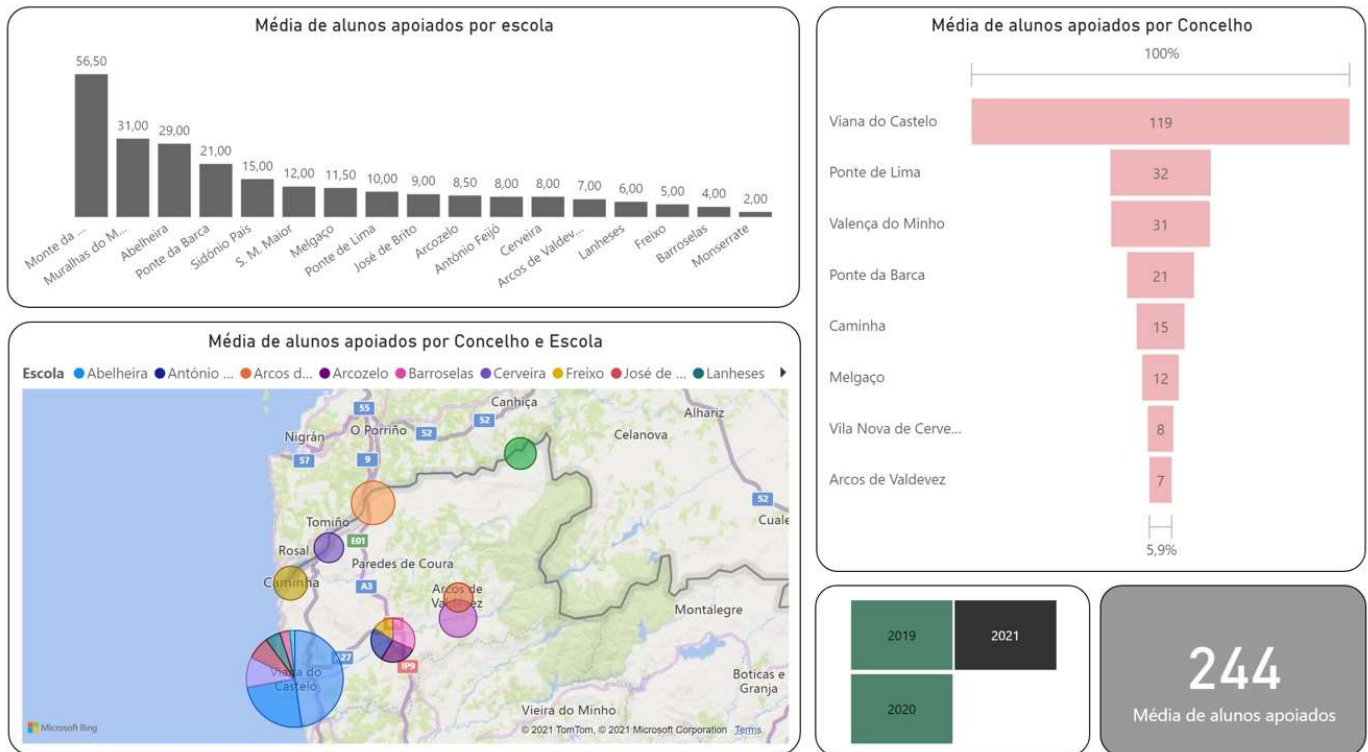 Média de alunos apoiados por escola
56,50
31,00
29,00
21,00
15,00
12,00
11,50
10,00
9,00
8,50
8,00
8,00
7,00
6,00
5,00
4,00
2,00
Monte da ...
Muralhas do M...
Abelheira
Ponte da Barca
Sidónio Pais
S. M. Maior
Melgaço
Ponte de Lima
José de Brito
Arcozelo
António Feijó
Cerveira
Arcos de Valdev...
Lanheses
Freixo
Barroselas
Monserrate
Média de alunos apoiados por Concelho
100%
Viana do Castelo 119
Ponte de Lima 32
Valença do Minho 31
Ponte da Barca 21
Caminha 15
Melgaço 12
Vila Nova de Cerve... 8
Arcos de Valdevez 7
5,9%
Média de alunos apoiados por Concelho e Escola
Escola Abelheira António ... Arcos d... Arcozelo Barroselas Cerveira Freixo José de ... Lanheses
55
Canhiça
52
Alhariz
Nigrán
O Porriño
52
Celanova
57
9
52
Cuale
Tomiño
E01
Rosal
Paredes de Coura
Caminha
A3
Arcos de
Valdevez
Montalegre
A27
Viana do
Castelo
IP9
Boticas e
Granja
Vieira do Minho
Microsoft Bing
© 2021 TomTom, © 2021 Microsoft Corporation Terms
2019
2021
2020
244
Média de alunos apoiados